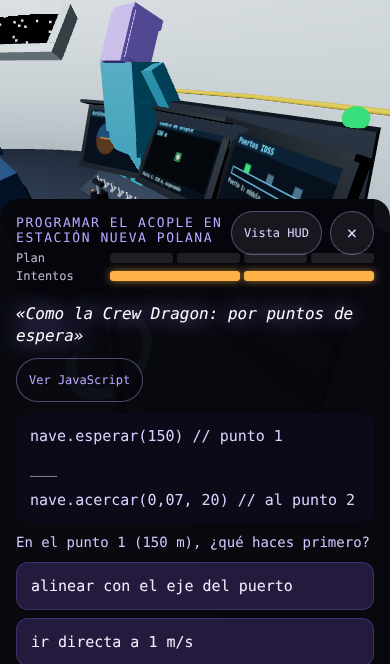 Puertos IDSS
150 m
PROGRAMAR EL ACOPLE EN
ESTACIÓN NUEVA POLANA
Vista HUD
×
Plan
Intentos
«Como la Crew Dragon: por puntos de
espera»
Ver JavaScript
nave.esperar(150) // punto 1
___
nave.acercar(0,07, 20) // al punto 2
En el punto 1 (150 m), ¿qué haces primero?
alinear con el eje del puerto
ir directa a 1 m/s